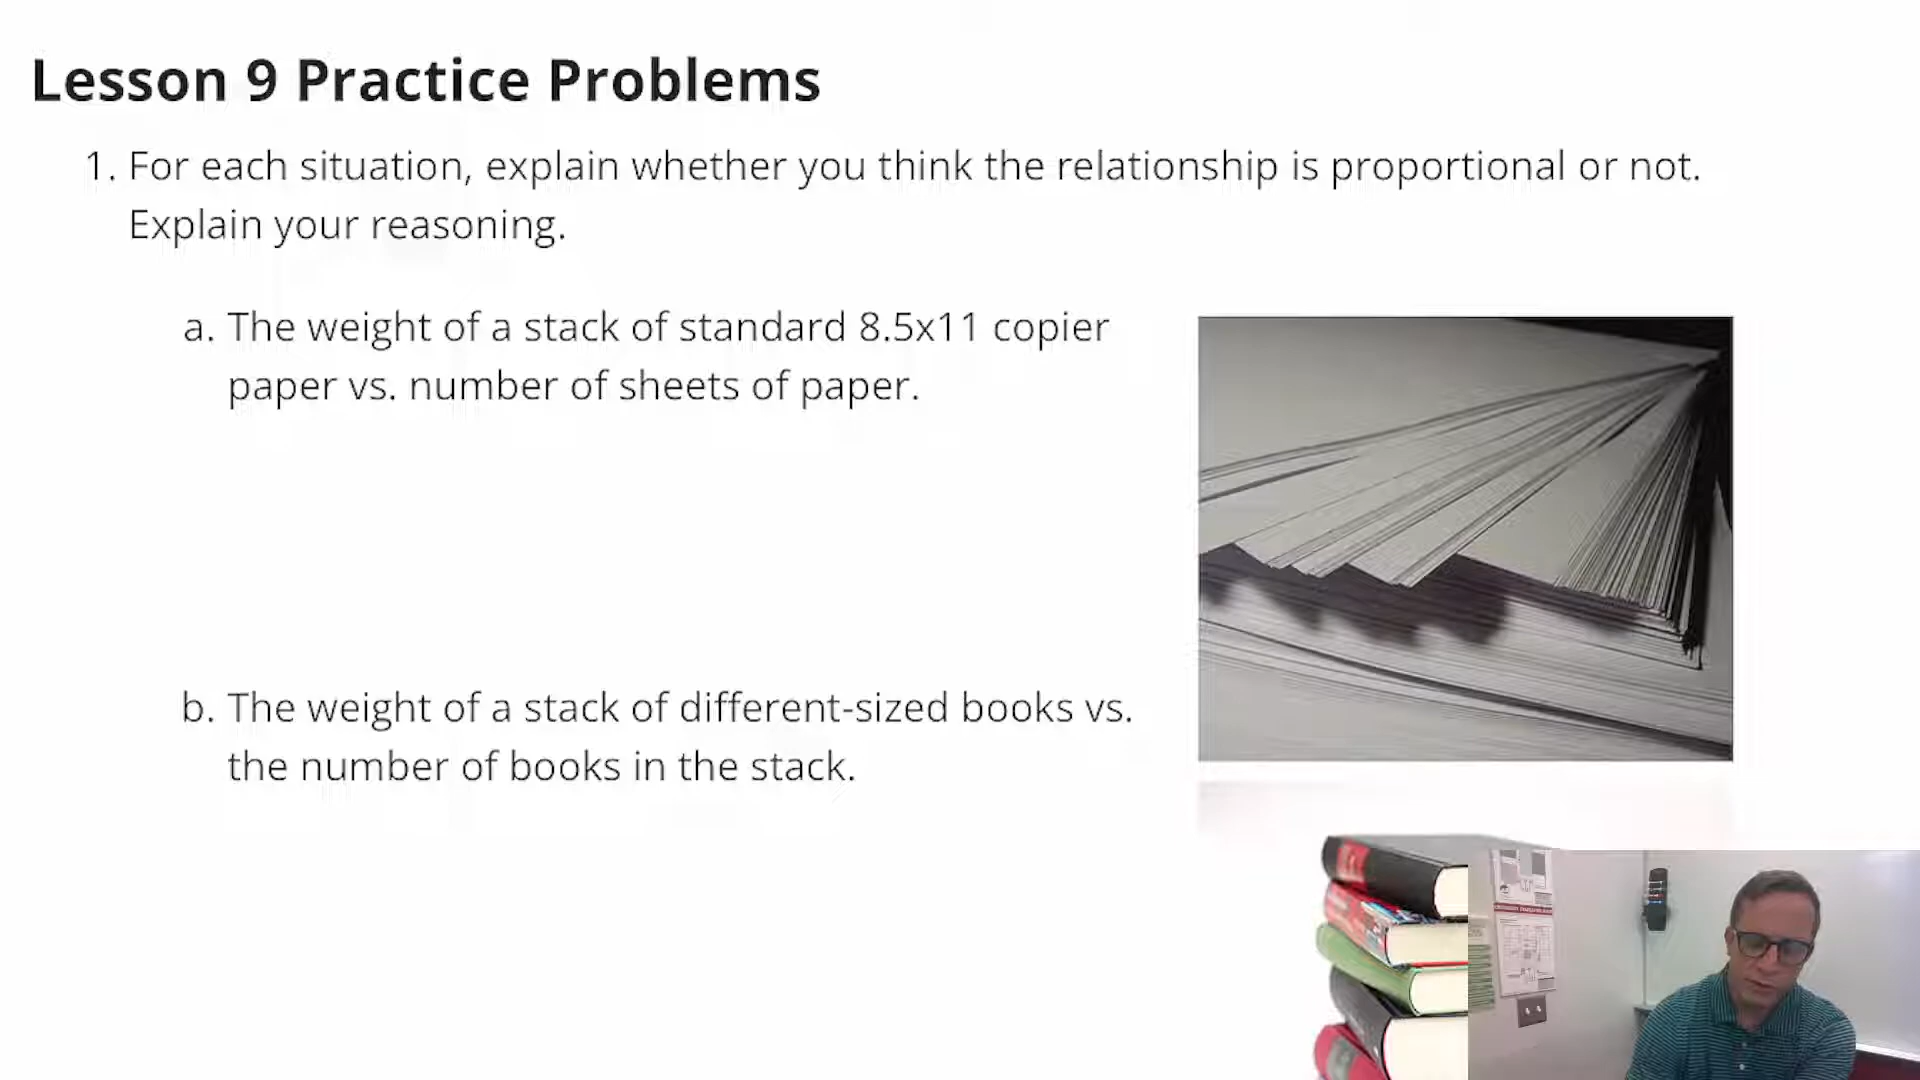 Lesson 9 Practice Problems
1. For each situation, explain whether you think the relationship is proportional or not.
Explain your reasoning.
a. The weight of a stack of standard 8.5x11 copier
paper vs. number of sheets of paper.
b. The weight of a stack of different-sized books vs.
the number of books in the stack.